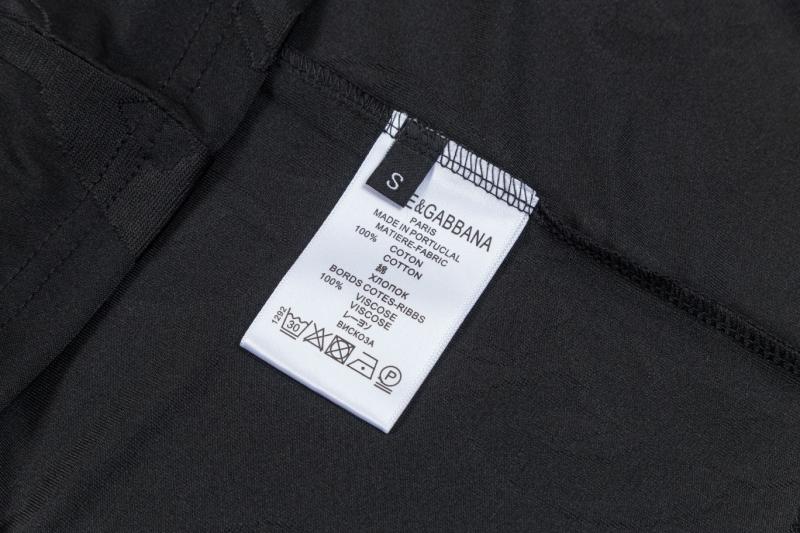 S
E&GABBANA
PARIS
MADE IN PORTUCLAL
MATIERE-FABRIC
100% COTON
COTTON
綿
ХЛОПОК
BORDS COTES-RIBBS
100% VISCOSE
VISCOSE
レーヨン
ВИСКОЗА
1292
30
P